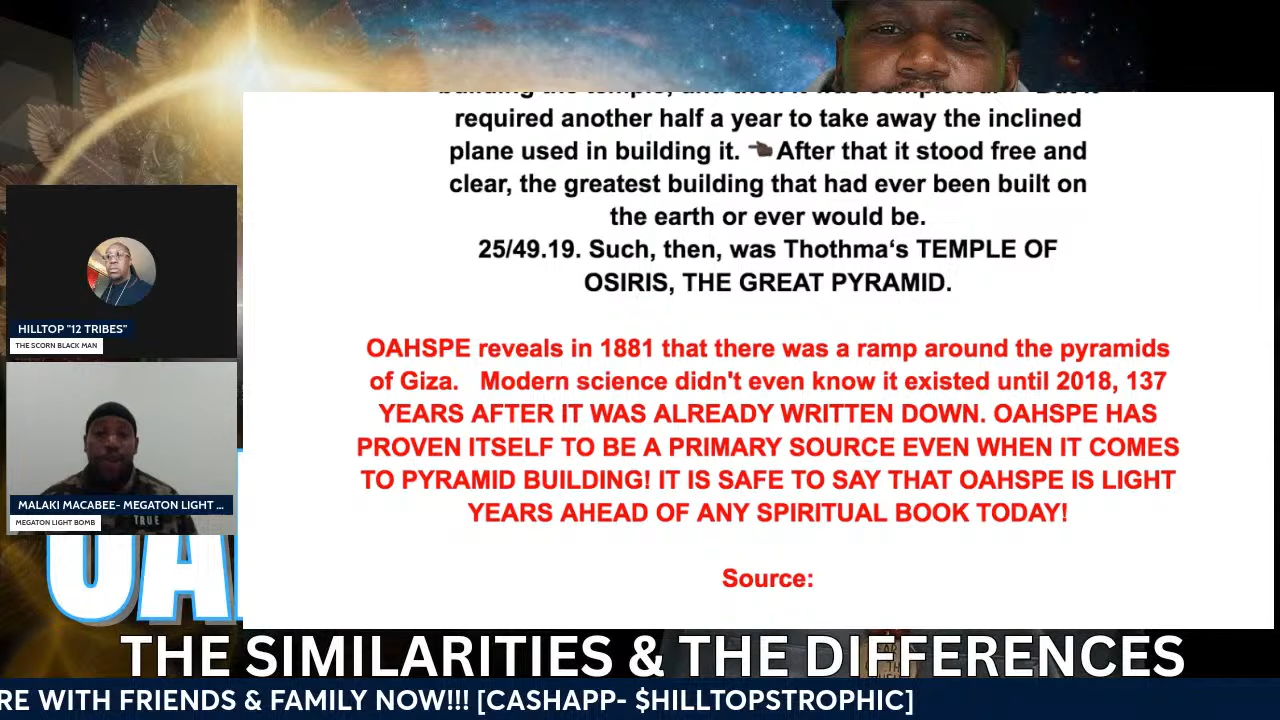 required another half a year to take away the inclined
plane used in building it. After that it stood free and
clear, the greatest building that had ever been built on
the earth or ever would be.
25/49.19. Such, then, was Thothma‘s TEMPLE OF
OSIRIS, THE GREAT PYRAMID.
OAHSPE reveals in 1881 that there was a ramp around the pyramids
of Giza. Modern science didn't even know it existed until 2018, 137
YEARS AFTER IT WAS ALREADY WRITTEN DOWN. OAHSPE HAS
PROVEN ITSELF TO BE A PRIMARY SOURCE EVEN WHEN IT COMES
TO PYRAMID BUILDING! IT IS SAFE TO SAY THAT OAHSPE IS LIGHT
YEARS AHEAD OF ANY SPIRITUAL BOOK TODAY!
Source:
HILLTOP "12 TRIBES"
THE SCORN BLACK MAN
MALAKI MACABEE- MEGATON LIGHT ...
MEGATON LIGHT BOMB
TRUE
OA
THE SIMILARITIES & THE DIFFERENCES
RE WITH FRIENDS & FAMILY NOW!!! [CASHAPP- $HILLTOPSTROPHIC]